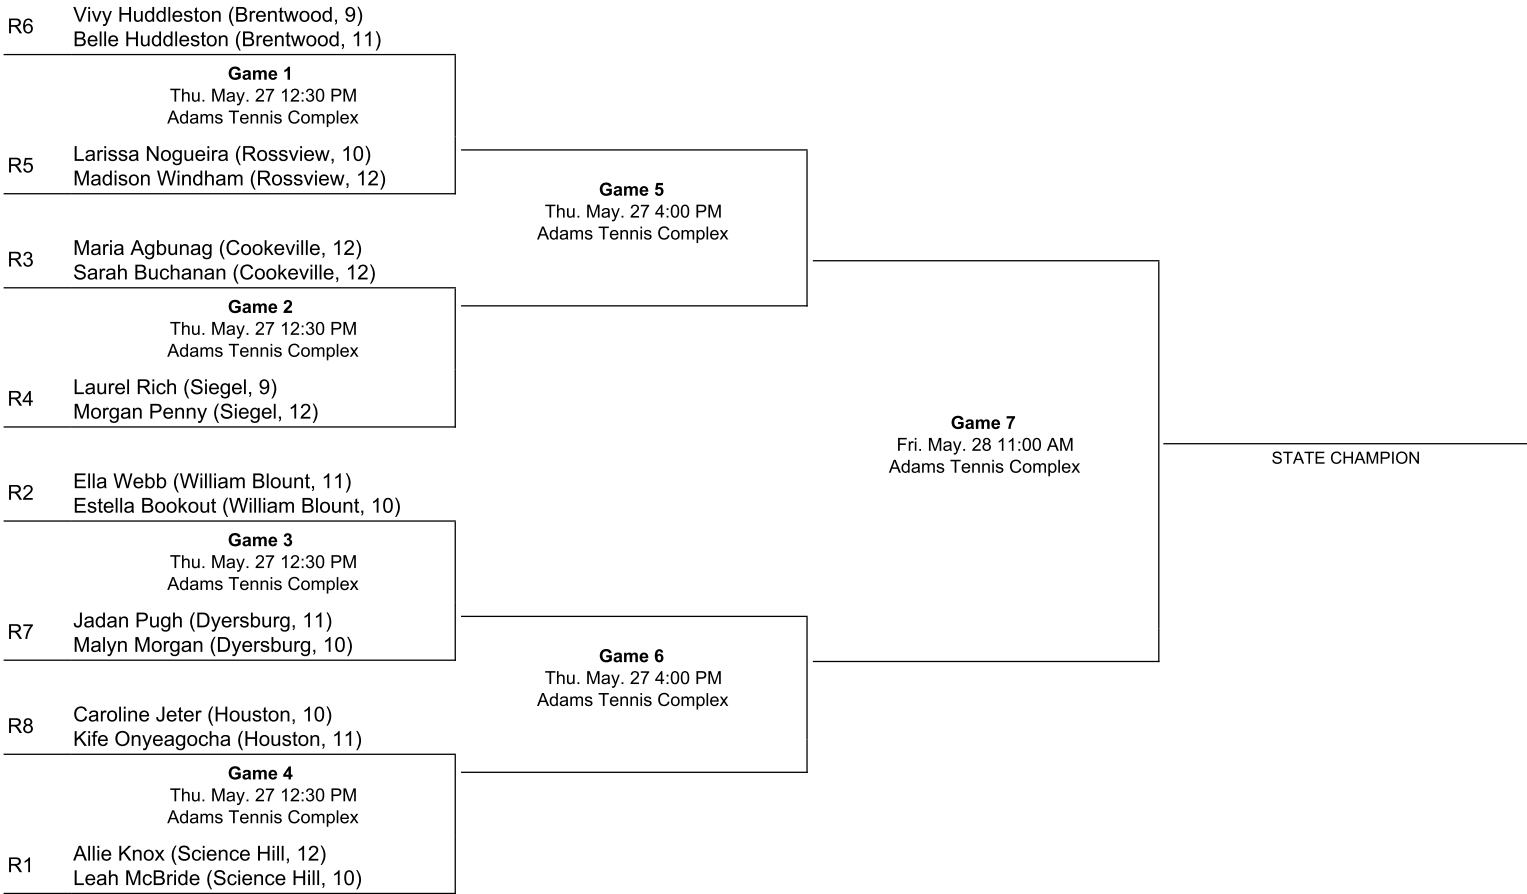 R6
Vivy Huddleston (Brentwood, 9)
Belle Huddleston (Brentwood, 11)
Game 1
Thu. May. 27 12:30 PM
Adams Tennis Complex
R5
Larissa Nogueira (Rossview, 10)
Madison Windham (Rossview, 12)
R3
Maria Agbunag (Cookeville, 12)
Sarah Buchanan (Cookeville, 12)
Game 2
Thu. May. 27 12:30 PM
Adams Tennis Complex
R4
Laurel Rich (Siegel, 9)
Morgan Penny (Siegel, 12)
R2
Ella Webb (William Blount, 11)
Estella Bookout (William Blount, 10)
Game 3
Thu. May. 27 12:30 PM
Adams Tennis Complex
R7
Jadan Pugh (Dyersburg, 11)
Malyn Morgan (Dyersburg, 10)
R8
Caroline Jeter (Houston, 10)
Kife Onyeagocha (Houston, 11)
Game 4
Thu. May. 27 12:30 PM
Adams Tennis Complex
R1
Allie Knox (Science Hill, 12)
Leah McBride (Science Hill, 10)
Game 5
Thu. May. 27 4:00 PM
Adams Tennis Complex
Game 6
Thu. May. 27 4:00 PM
Adams Tennis Complex
Game 7
Fri. May. 28 11:00 AM
Adams Tennis Complex
STATE CHAMPION